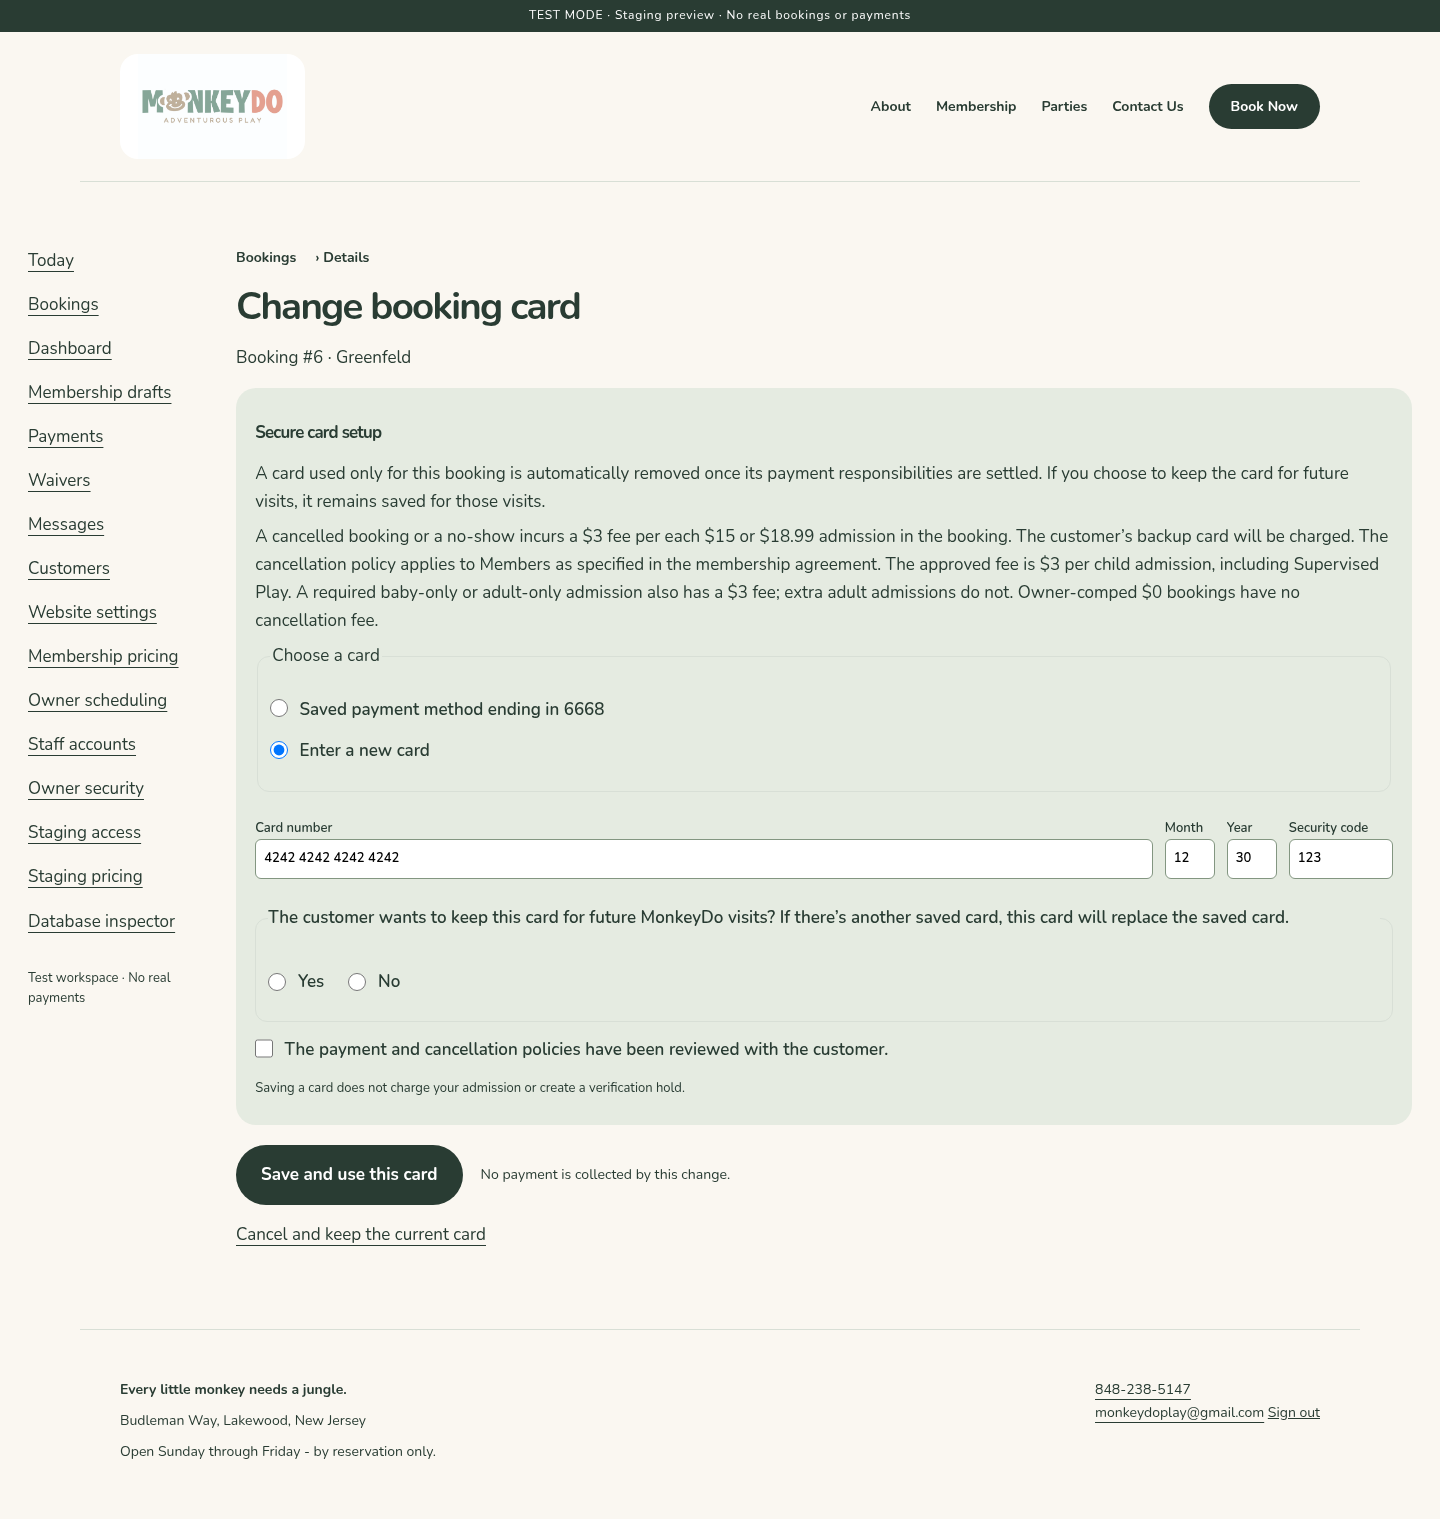 TEST MODE · Staging preview · No real bookings or payments
MONKEYDO
ADVENTUROUS PLAY
About Membership Parties Contact Us Book Now
Today
Bookings
Dashboard
Membership drafts
Payments
Waivers
Messages
Customers
Website settings
Membership pricing
Owner scheduling
Staff accounts
Owner security
Staging access
Staging pricing
Database inspector
Test workspace · No real
payments
Bookings › Details
Change booking card
Booking #6 · Greenfeld
Secure card setup
A card used only for this booking is automatically removed once its payment responsibilities are settled. If you choose to keep the card for future
visits, it remains saved for those visits.
A cancelled booking or a no-show incurs a $3 fee per each $15 or $18.99 admission in the booking. The customer’s backup card will be charged. The
cancellation policy applies to Members as specified in the membership agreement. The approved fee is $3 per child admission, including Supervised
Play. A required baby-only or adult-only admission also has a $3 fee; extra adult admissions do not. Owner-comped $0 bookings have no
cancellation fee.
Choose a card
Saved payment method ending in 6668
Enter a new card
Card number Month Year Security code
4242 4242 4242 4242 12 30 123
The customer wants to keep this card for future MonkeyDo visits? If there’s another saved card, this card will replace the saved card.
Yes No
The payment and cancellation policies have been reviewed with the customer.
Saving a card does not charge your admission or create a verification hold.
Save and use this card No payment is collected by this change.
Cancel and keep the current card
Every little monkey needs a jungle.
Budleman Way, Lakewood, New Jersey
Open Sunday through Friday - by reservation only.
848-238-5147
monkeydoplay@gmail.com Sign out